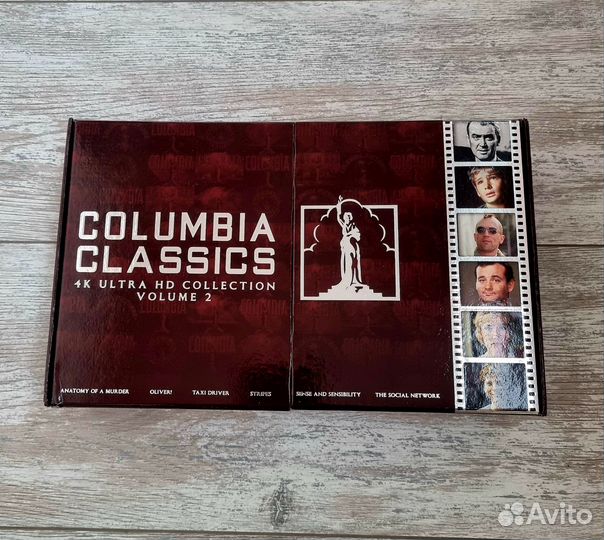 COLUMBIA
CLASSICS
4K ULTRA HD COLLECTION
VOLUME 2
ANATOMY OF A MURDER OLIVER! TAXI DRIVER STRIPES SENSE AND SENSIBILITY THE SOCIAL NETWORK
Avito